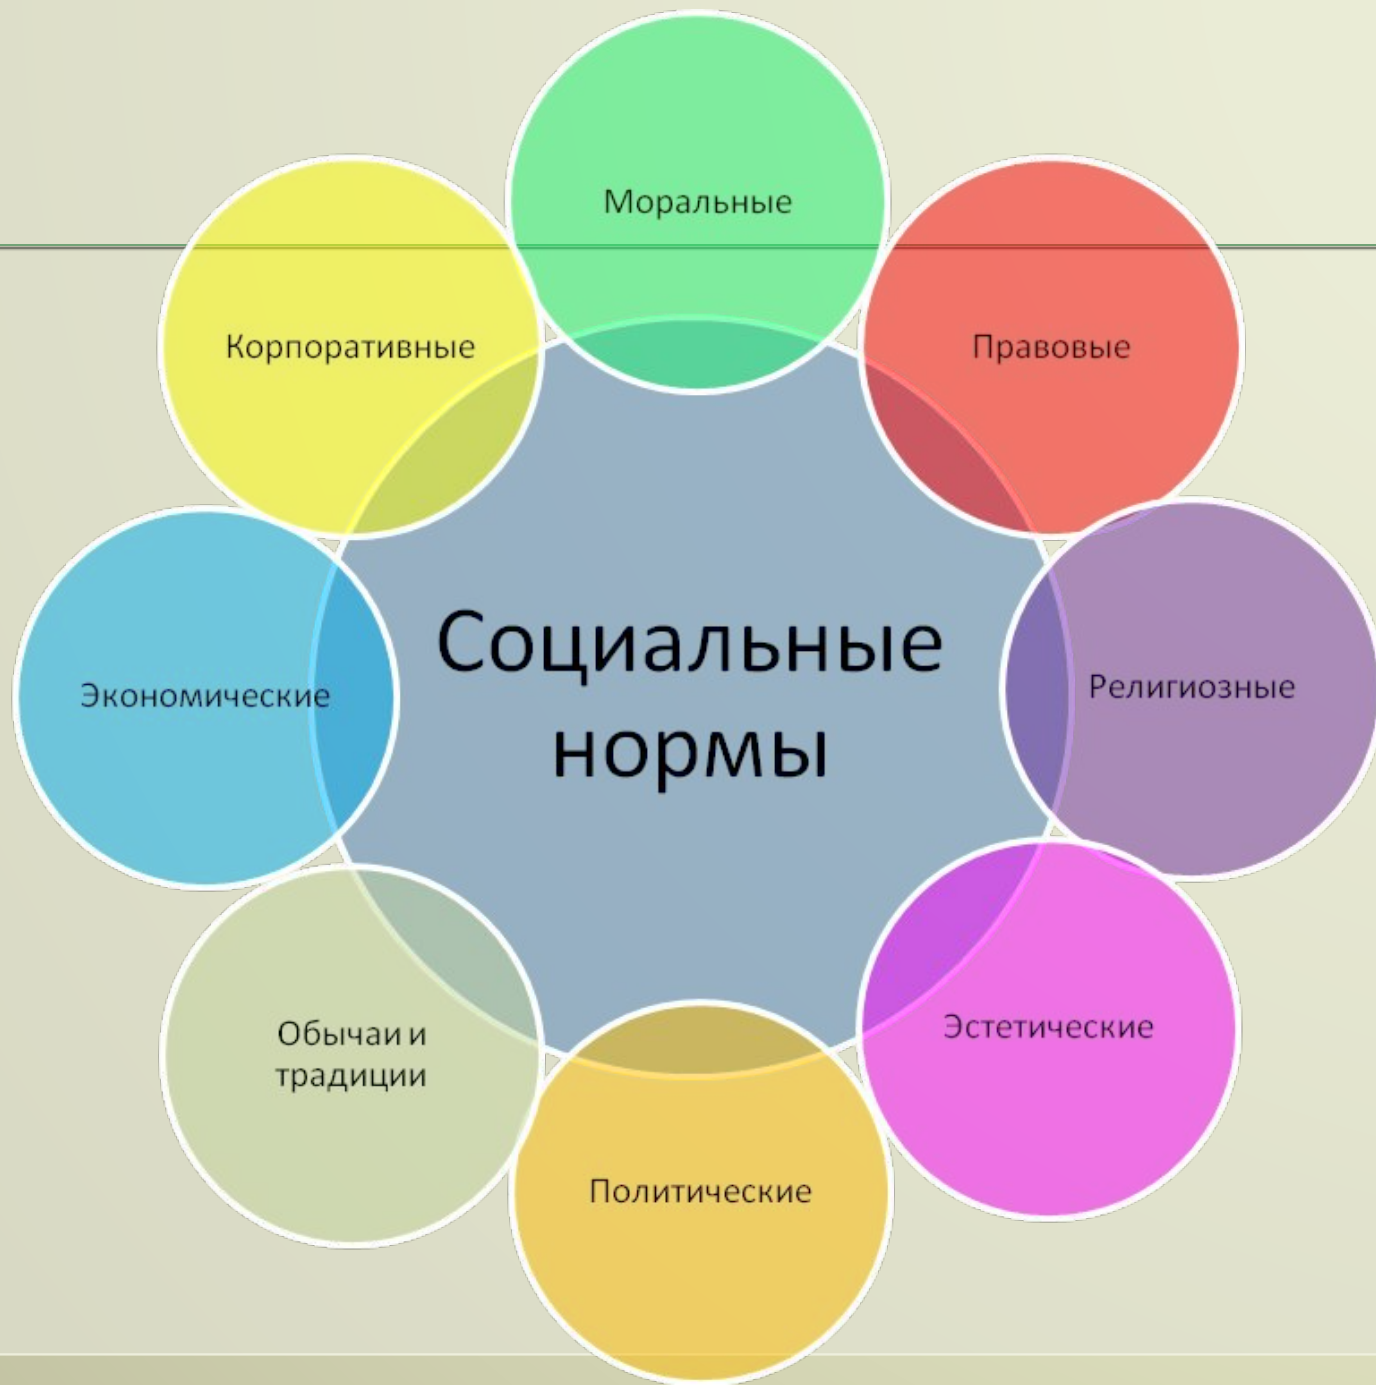 Моральные
Корпоративные
Правовые
Социальные
нормы
Экономические
Религиозные
Обычаи и
традиции
Эстетические
Политические